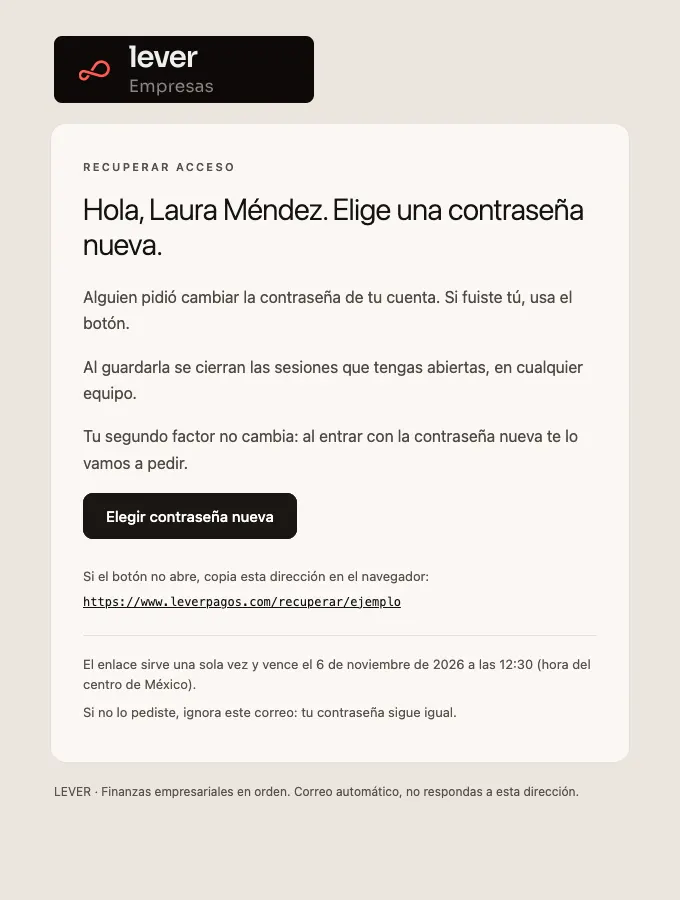 lever
Empresas
RECUPERAR ACCESO
Hola, Laura Méndez. Elige una contraseña
nueva.
Alguien pidió cambiar la contraseña de tu cuenta. Si fuiste tú, usa el
botón.
Al guardarla se cierran las sesiones que tengas abiertas, en cualquier
equipo.
Tu segundo factor no cambia: al entrar con la contraseña nueva te lo
vamos a pedir.
Elegir contraseña nueva
Si el botón no abre, copia esta dirección en el navegador:
https://www.leverpagos.com/recuperar/ejemplo
El enlace sirve una sola vez y vence el 6 de noviembre de 2026 a las 12:30 (hora del
centro de México).
Si no lo pediste, ignora este correo: tu contraseña sigue igual.
LEVER · Finanzas empresariales en orden. Correo automático, no respondas a esta dirección.